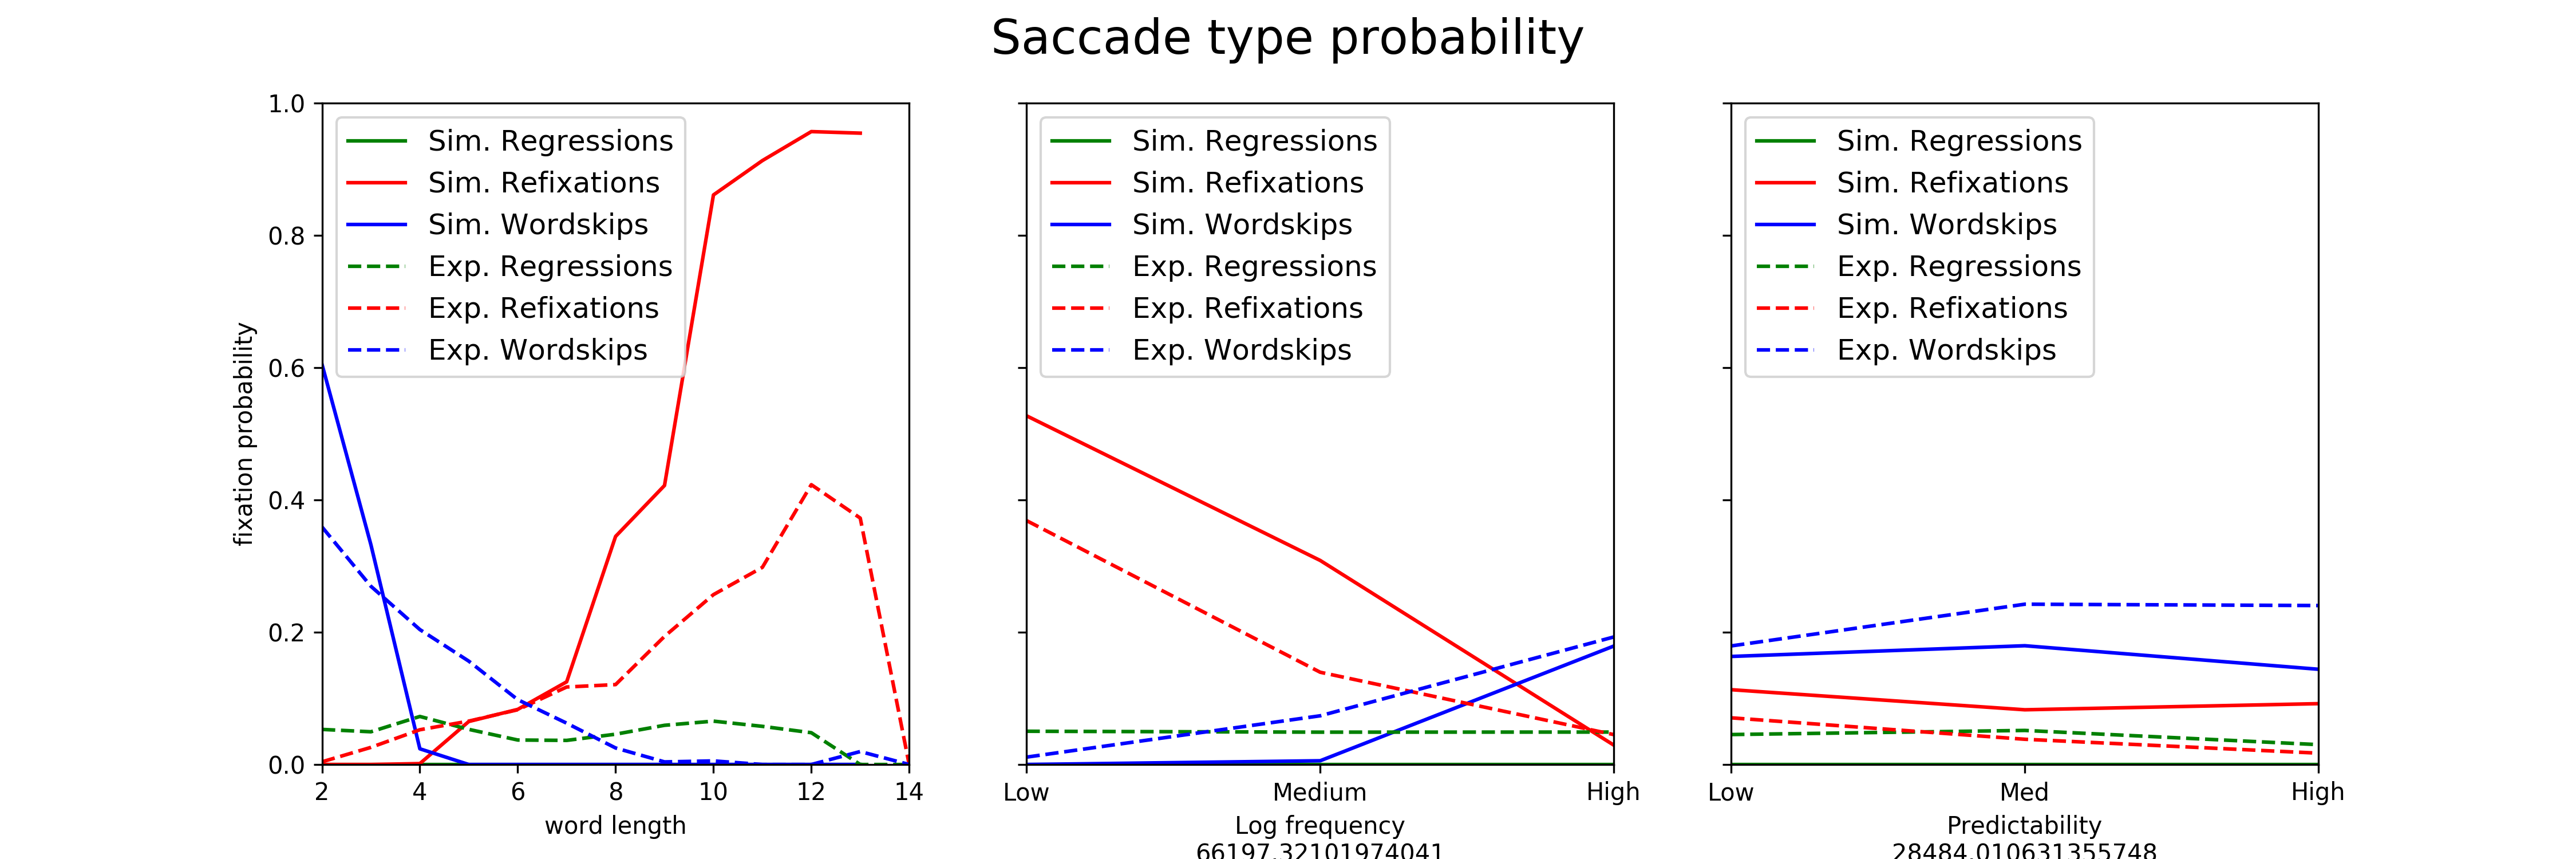 Saccade type probability
fixation probability
1.0
0.8
0.6
0.4
0.2
0.0
Sim. Regressions
Sim. Refixations
Sim. Wordskips
Exp. Regressions
Exp. Refixations
Exp. Wordskips
2 4 6 8 10 12 14
word length
Sim. Regressions
Sim. Refixations
Sim. Wordskips
Exp. Regressions
Exp. Refixations
Exp. Wordskips
Low Medium High
Log frequency
66197.32101974041
Sim. Regressions
Sim. Refixations
Sim. Wordskips
Exp. Regressions
Exp. Refixations
Exp. Wordskips
Low Med High
Predictability
28484.010631355748